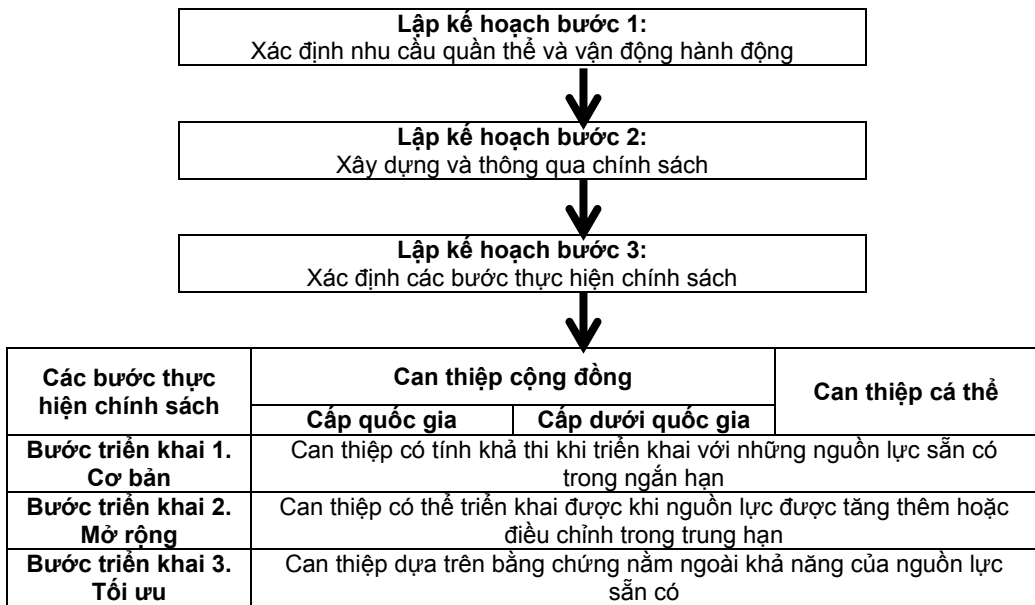 Lập kế hoạch bước 1:
Xác định nhu cầu quần thể và vận động hành động
Lập kế hoạch bước 2:
Xây dựng và thông qua chính sách
Lập kế hoạch bước 3:
Xác định các bước thực hiện chính sách
Các bước thực
hiện chính sách
Can thiệp cộng đồng
Can thiệp cá thể
Cấp quốc gia
Cấp dưới quốc gia
Bước triển khai 1.
Cơ bản
Can thiệp có tính khả thi khi triển khai với những nguồn lực sẵn có
trong ngắn hạn
Bước triển khai 2.
Mở rộng
Can thiệp có thể triển khai được khi nguồn lực được tăng thêm hoặc
điều chỉnh trong trung hạn
Bước triển khai 3.
Tối ưu
Can thiệp dựa trên bằng chứng nằm ngoài khả năng của nguồn lực
sẵn có